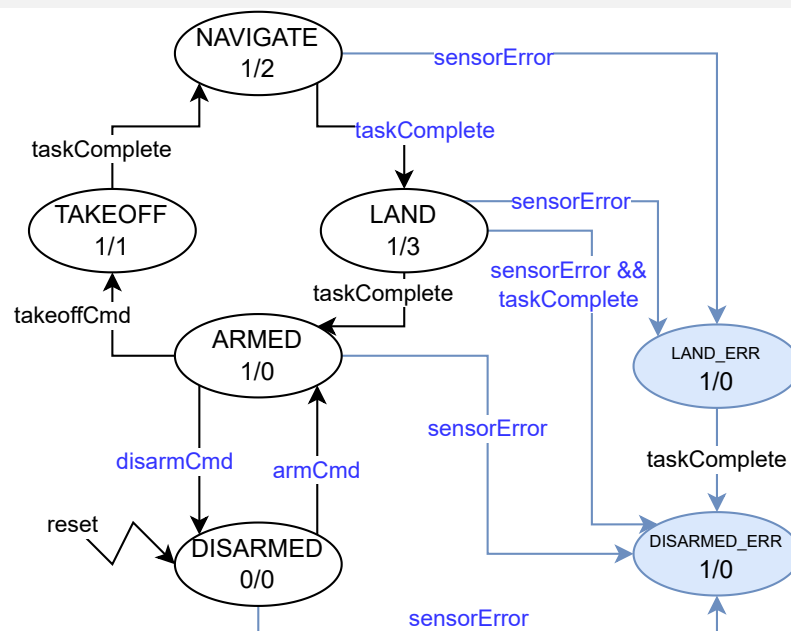 NAVIGATE
1/2
sensorError
taskComplete
taskComplete
TAKEOFF
1/1
LAND
1/3
sensorError
sensorError &&
taskComplete
taskComplete
takeoffCmd
ARMED
1/0
LAND_ERR
1/0
sensorError
disarmCmd
armCmd
taskComplete
reset
DISARMED
0/0
DISARMED_ERR
1/0
sensorError